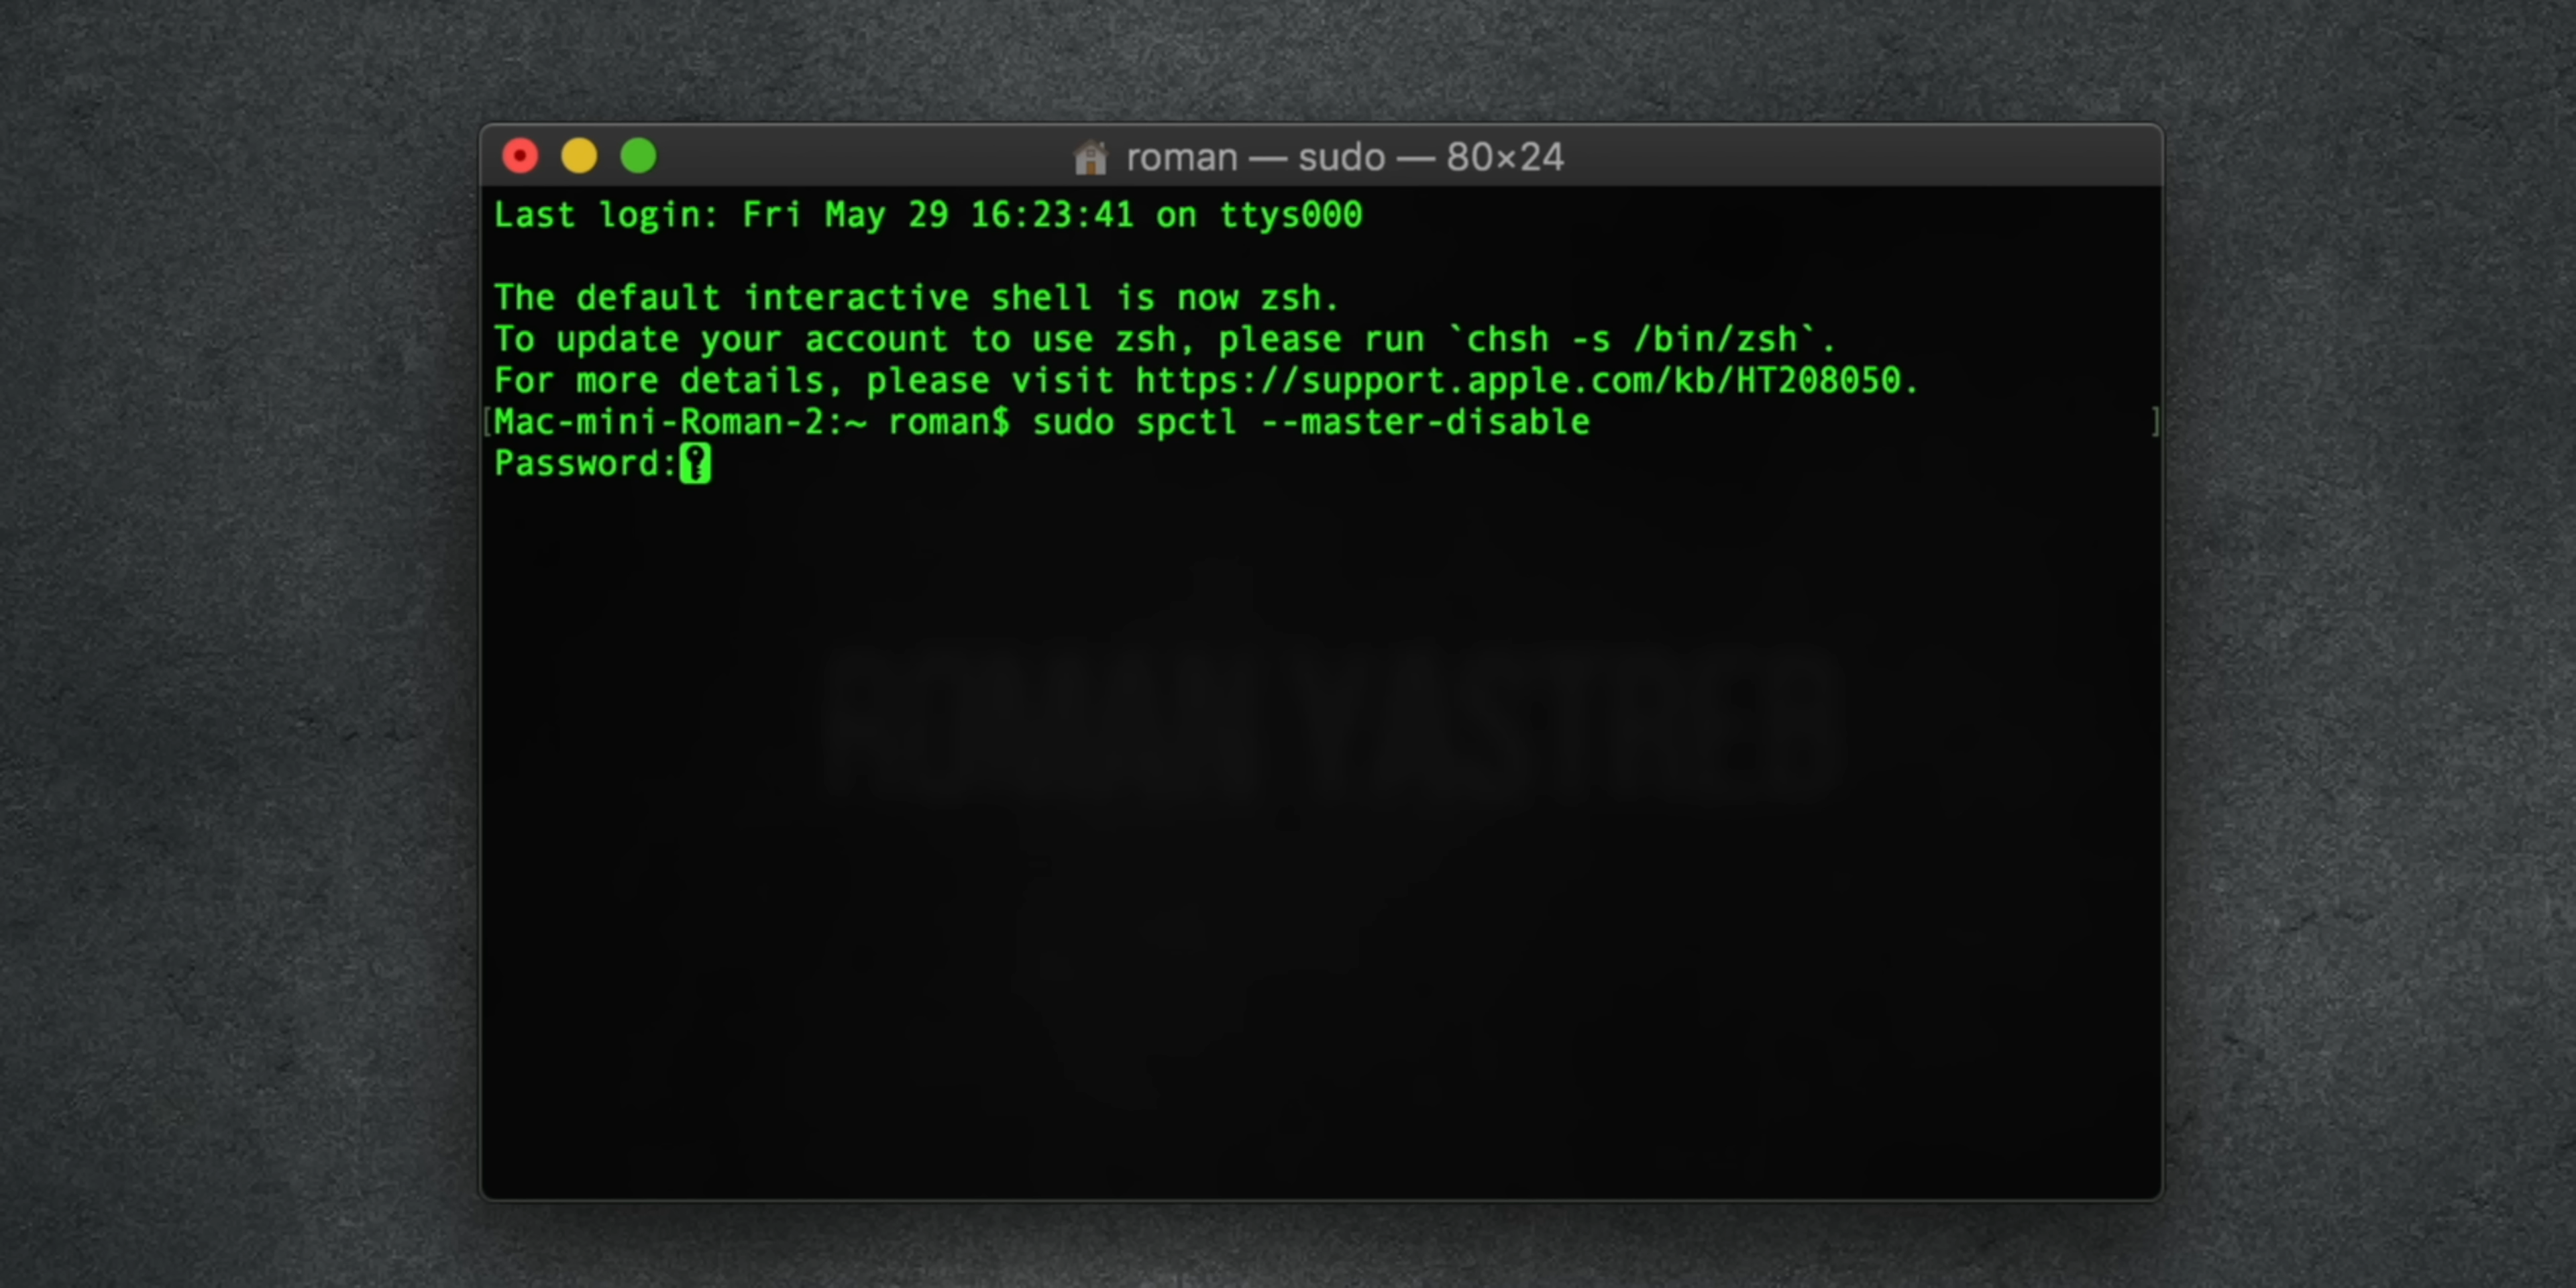 roman — sudo — 80×24
Last login: Fri May 29 16:23:41 on ttys000
The default interactive shell is now zsh.
To update your account to use zsh, please run `chsh -s /bin/zsh`.
For more details, please visit https://support.apple.com/kb/HT208050.
[Mac-mini-Roman-2:~ roman$ sudo spctl --master-disable ]
Password:
ROMAN YASTREB